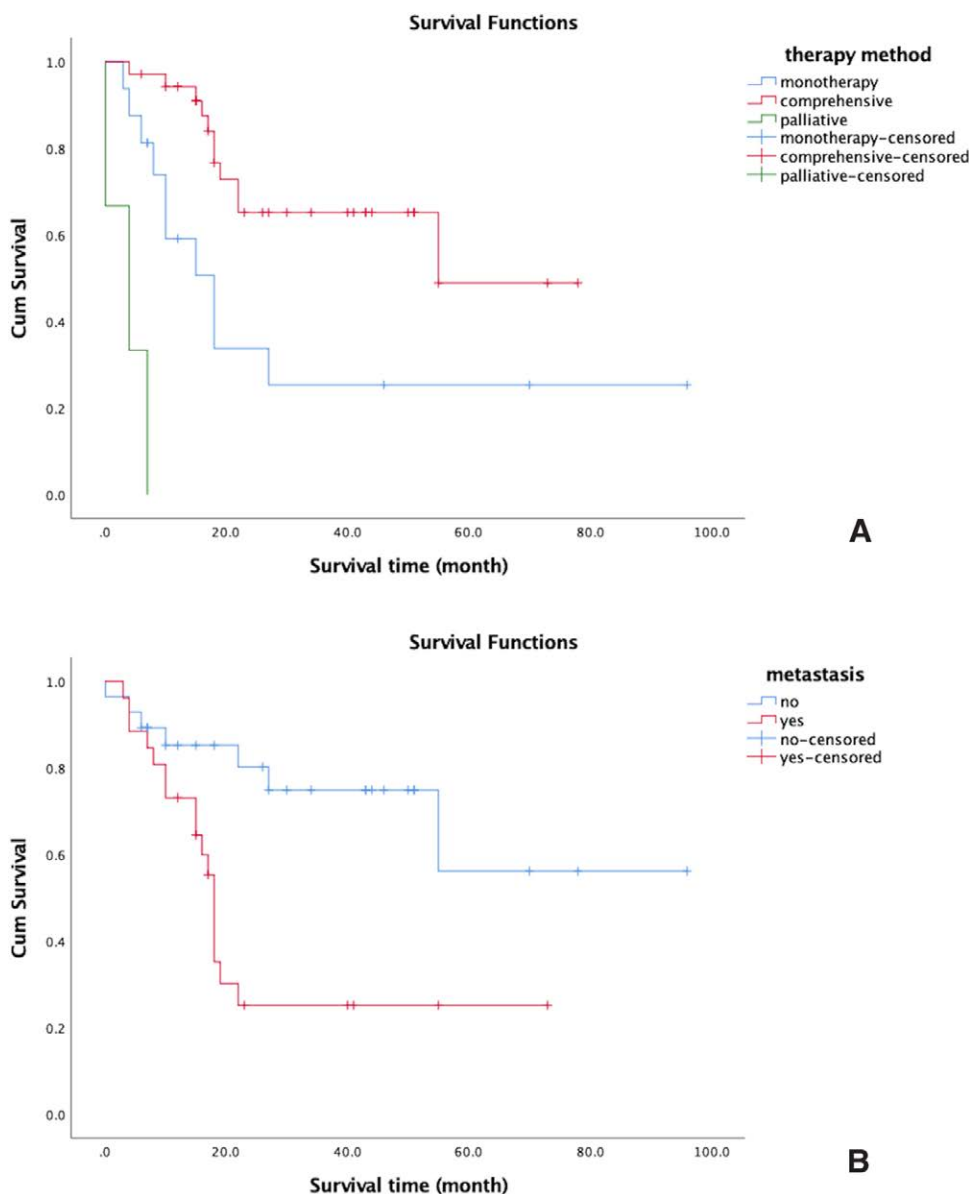 Survival Functions
therapy method
monotherapy
comprehensive
palliative
monotherapy-censored
comprehensive-censored
palliative-censored
Cum Survival
1.0
0.8
0.6
0.4
0.2
0.0
.0 20.0 40.0 60.0 80.0 100.0
Survival time (month)
A
Survival Functions
metastasis
no
yes
no-censored
yes-censored
Cum Survival
1.0
0.8
0.6
0.4
0.2
0.0
.0 20.0 40.0 60.0 80.0 100.0
Survival time (month)
B